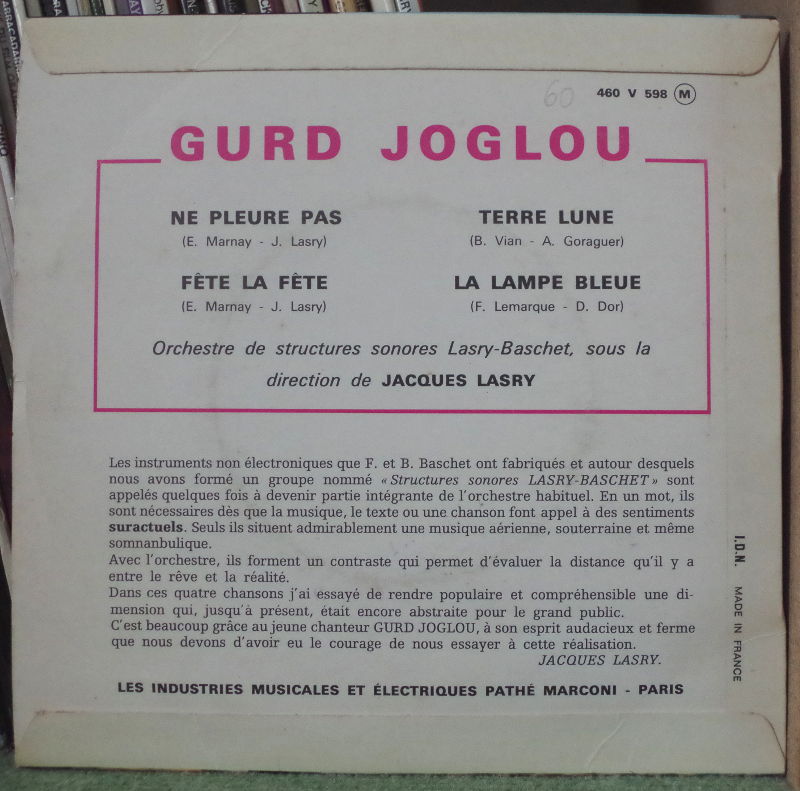 60
460 V 598 M
GURD JOGLOU
NE PLEURE PAS
(E. Marnay - J. Lasry)
TERRE LUNE
(B. Vian - A. Goraguer)
FÊTE LA FÊTE
(E. Marnay - J. Lasry)
LA LAMPE BLEUE
(F. Lemarque - D. Dor)
Orchestre de structures sonores Lasry-Baschet, sous la
direction de JACQUES LASRY
Les instruments non électroniques que F. et B. Baschet ont fabriqués et autour desquels
nous avons formé un groupe nommé « Structures sonores LASRY-BASCHET » sont
appelés quelques fois à devenir partie intégrante de l'orchestre habituel. En un mot, ils
sont nécessaires dès que la musique, le texte ou une chanson font appel à des sentiments
suractuels. Seuls ils situent admirablement une musique aérienne, souterraine et même
somnanbulique.
Avec l'orchestre, ils forment un contraste qui permet d'évaluer la distance qu'il y a
entre le rêve et la réalité.
Dans ces quatre chansons j'ai essayé de rendre populaire et compréhensible une di-
mension qui, jusqu'à présent, était encore abstraite pour le grand public.
C'est beaucoup grâce au jeune chanteur GURD JOGLOU, à son esprit audacieux et ferme
que nous devons d'avoir eu le courage de nous essayer à cette réalisation.
JACQUES LASRY.
LES INDUSTRIES MUSICALES ET ÉLECTRIQUES PATHÉ MARCONI - PARIS
I.D.N. MADE IN FRANCE